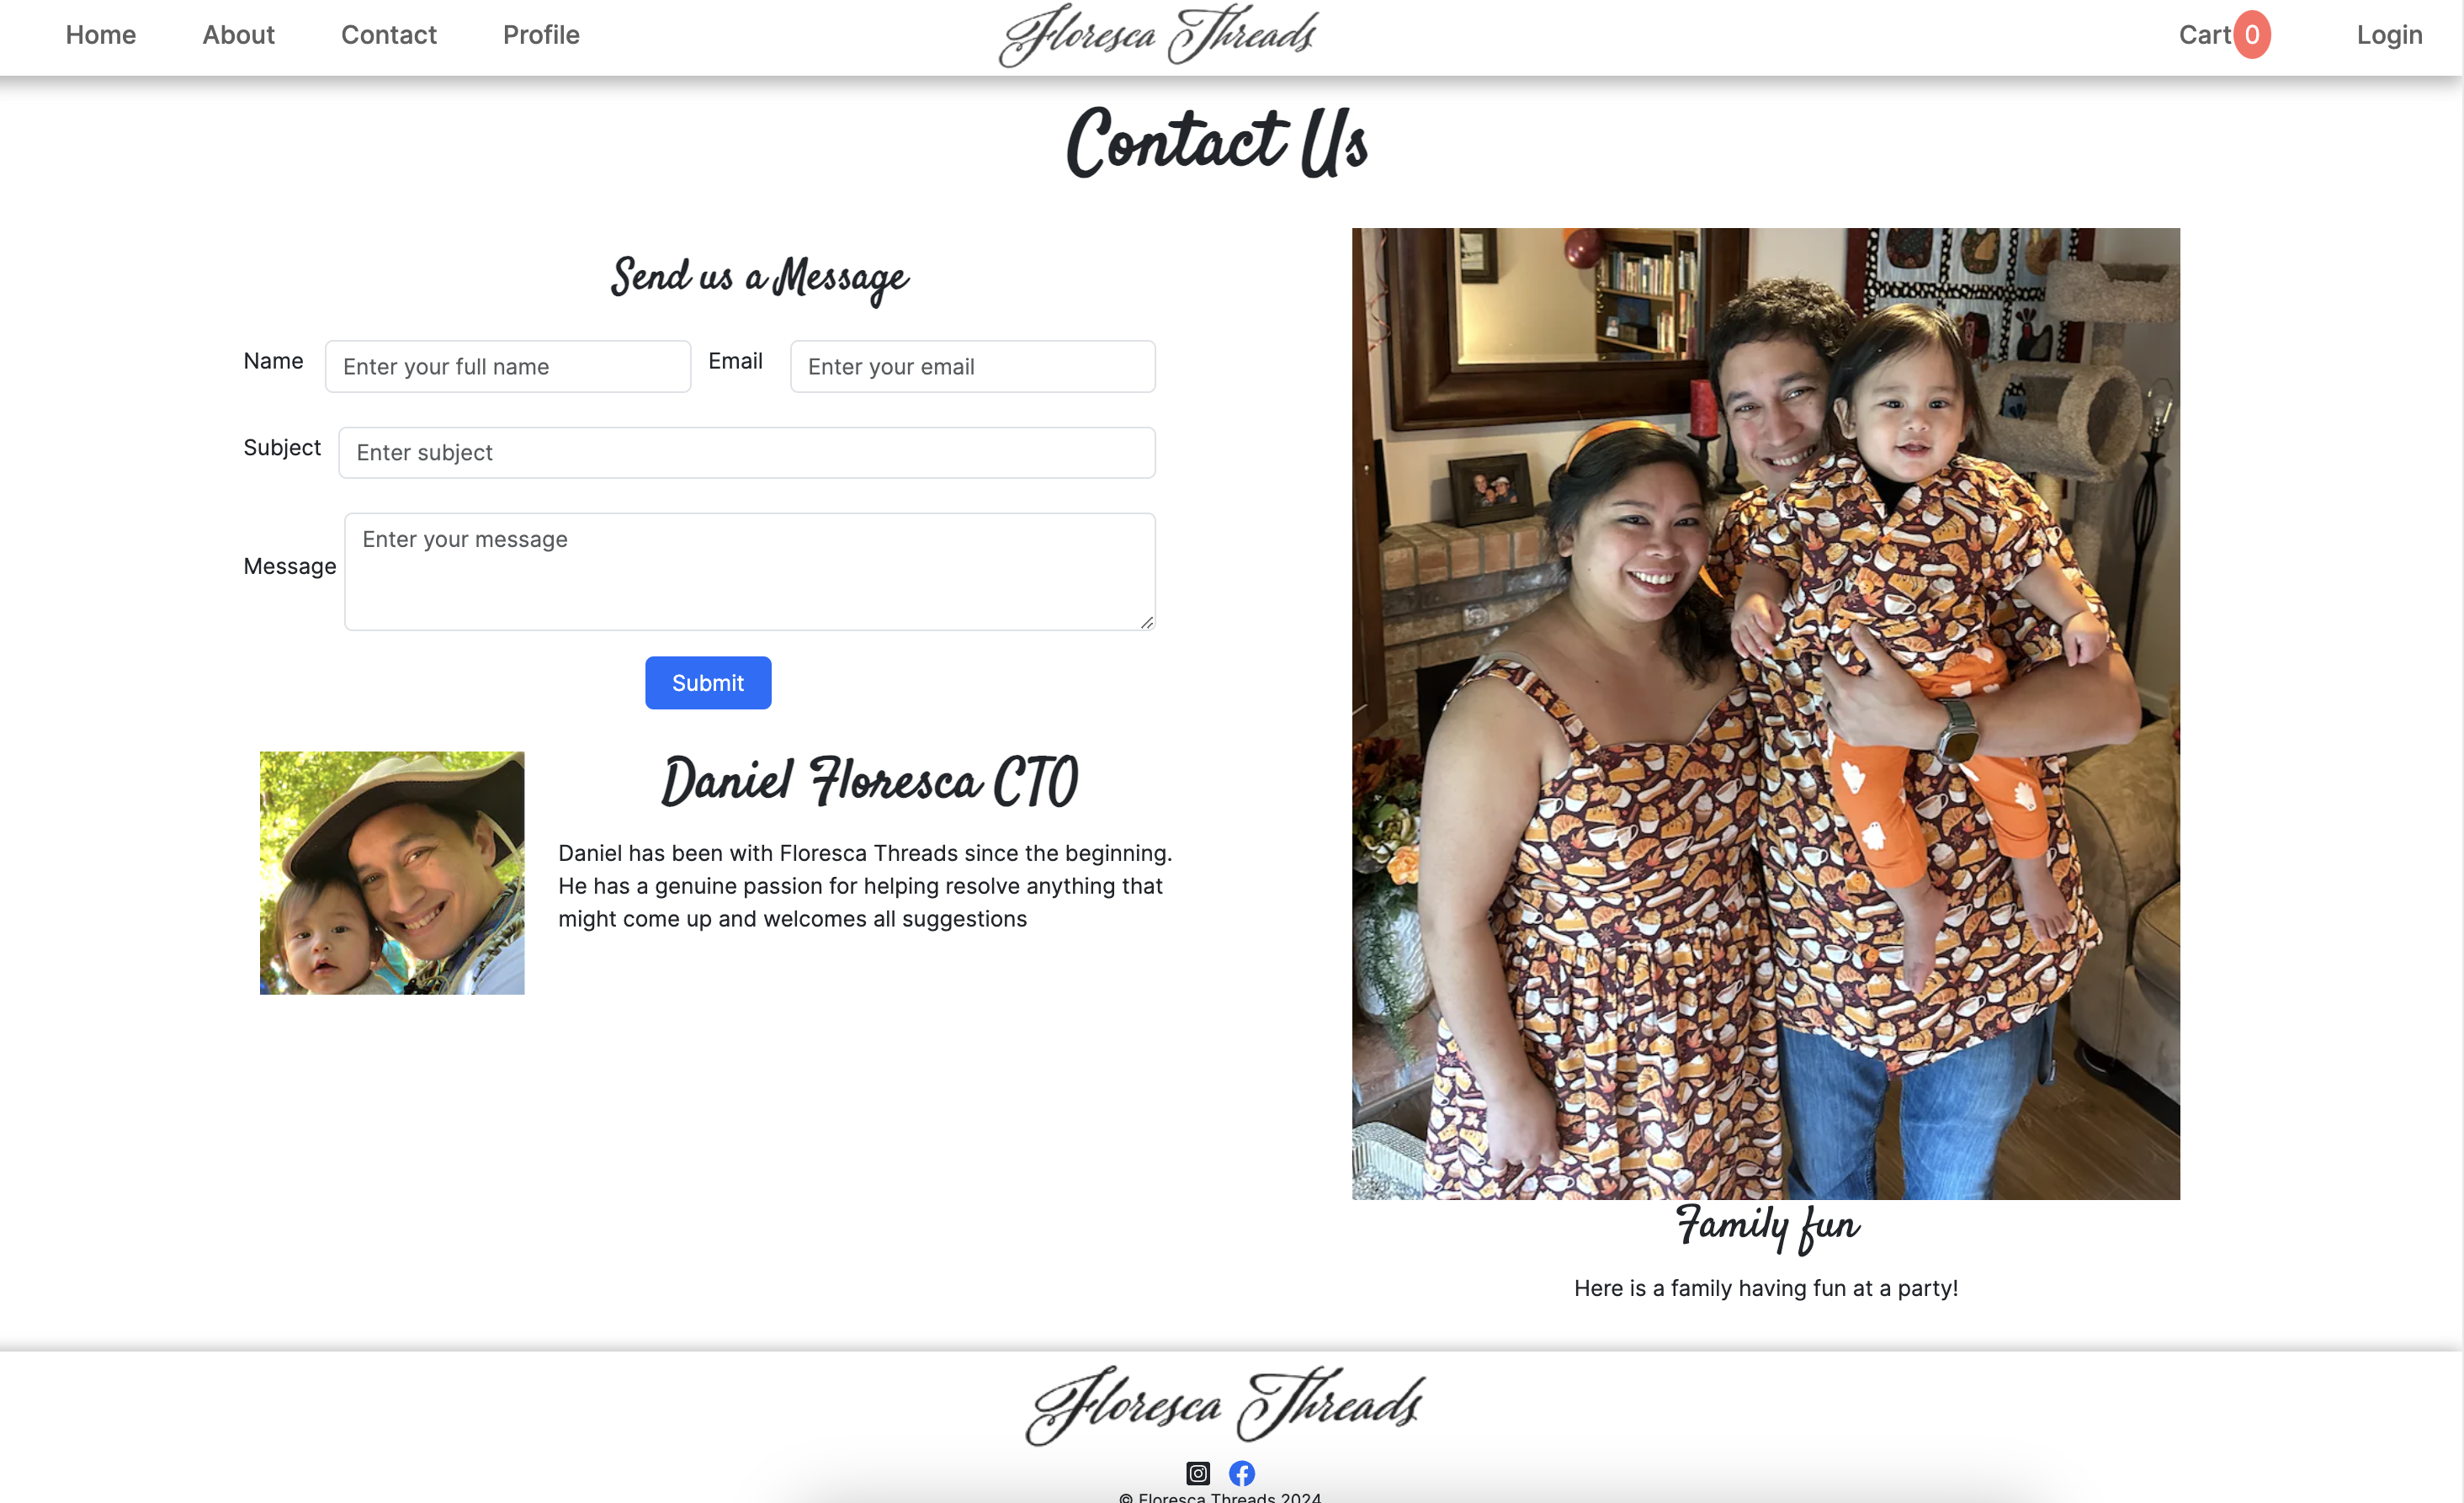 Home About Contact Profile Floresca Threads Cart 0 Login
Contact Us
Send us a Message
Name Enter your full name Email Enter your email
Subject Enter subject
Message Enter your message
Submit
Daniel Floresca CTO
Daniel has been with Floresca Threads since the beginning.
He has a genuine passion for helping resolve anything that
might come up and welcomes all suggestions
Family fun
Here is a family having fun at a party!
Floresca Threads
© Floresca Threads 2024